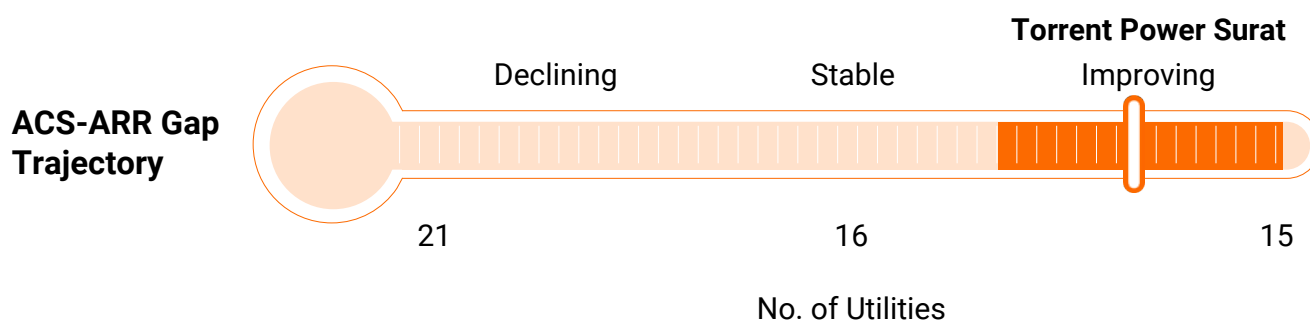 Torrent Power Surat
Declining Stable Improving
ACS-ARR Gap
Trajectory
21 16 15
No. of Utilities